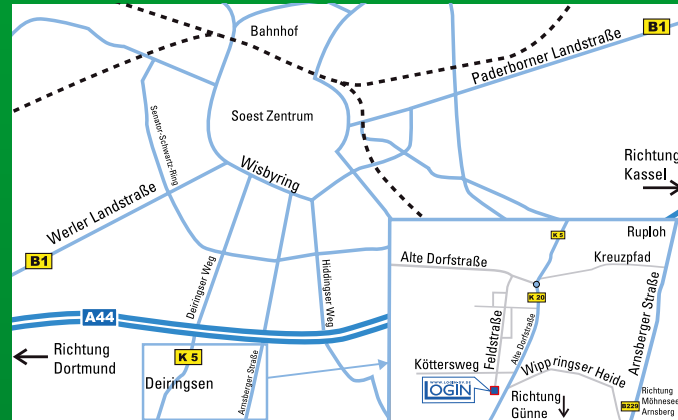 Bahnhof
B1
Paderborner Landstraße
Soest Zentrum
Senator-Schwartz-Ring
Wisbyring
Richtung
Kassel
Werler Landstraße
B1
Deiringser Weg
Hiddingser Weg
A44
Richtung
Dortmund
K 5
Deiringsen
Arnsberger Straße
K 5
Ruploh
Alte Dorfstraße
Kreuzpfad
K 20
Arnsberger Straße
Feldstraße
Alte Dorfstraße
Köttersweg
Wippringser Heide
LOGIN
Richtung
Günne
Richtung
Möhnesee
Arnsberg
B229